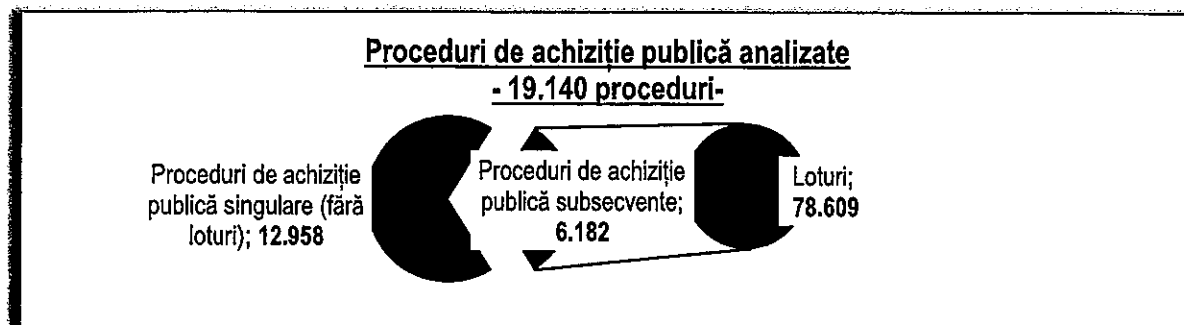 Proceduri de achiziție publică analizate
- 19.140 proceduri-
Proceduri de achiziție
publică singulare (fără
loturi); 12.958
Proceduri de achiziție
publică subsecvente;
6.182
Loturi;
78.609